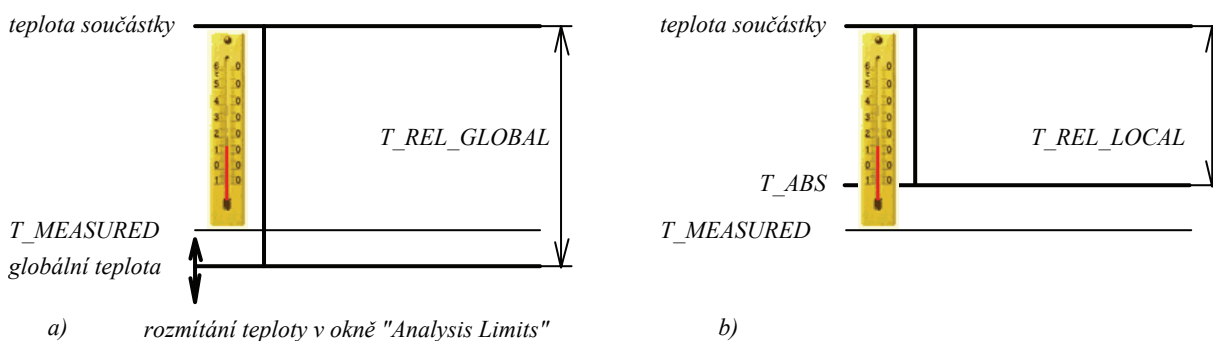 teplota součástky
T_REL_GLOBAL
T_MEASURED
globální teplota
a) rozmítání teploty v okně "Analysis Limits"
teplota součástky
T_REL_LOCAL
T_ABS
T_MEASURED
b)